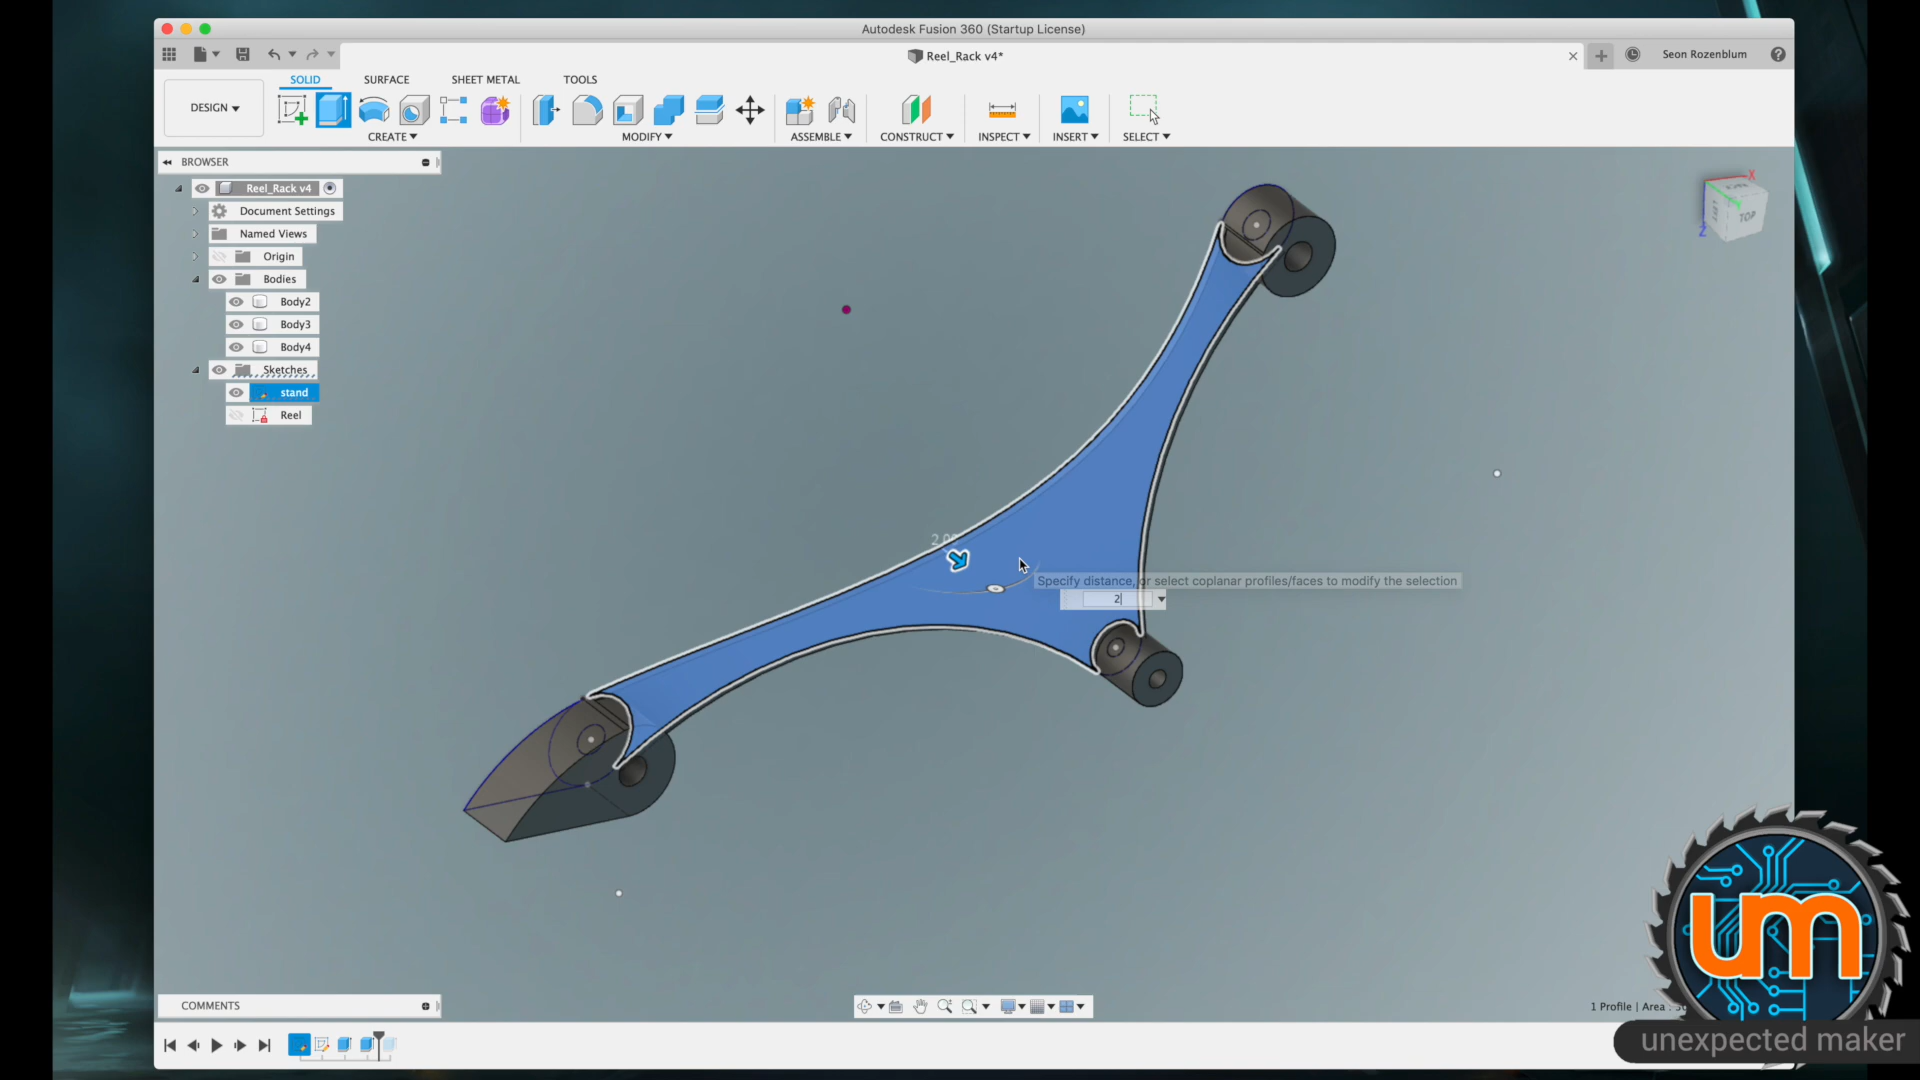 Autodesk Fusion 360 (Startup License)
Reel_Rack v4*
Seon Rozenblum
DESIGN
SOLID
SURFACE
SHEET METAL
TOOLS
CREATE
MODIFY
ASSEMBLE
CONSTRUCT
INSPECT
INSERT
SELECT
BROWSER
Reel_Rack v4
Document Settings
Named Views
Origin
Bodies
Body2
Body3
Body4
Sketches
stand
Reel
X
Z
TOP
Specify distance, or select coplanar profiles/faces to modify the selection
2
COMMENTS
1 Profile | Area :
um
unexpected maker